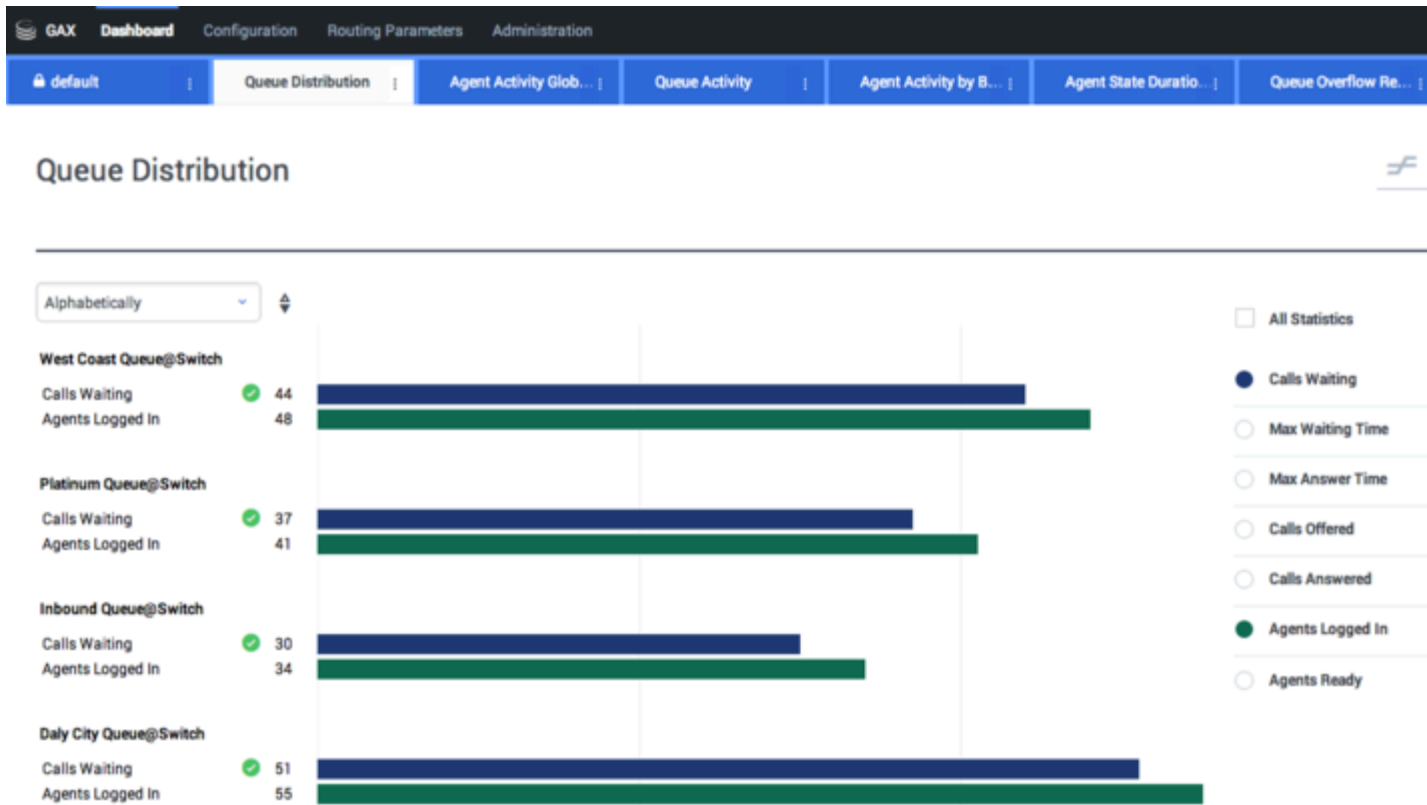 GAX Dashboard Configuration Routing Parameters Administration
default Queue Distribution Agent Activity Glob... Queue Activity Agent Activity by B... Agent State Duratio... Queue Overflow Re...
Queue Distribution
Alphabetically
West Coast Queue@Switch
Calls Waiting 44
Agents Logged In 48
Platinum Queue@Switch
Calls Waiting 37
Agents Logged In 41
Inbound Queue@Switch
Calls Waiting 30
Agents Logged In 34
Daly City Queue@Switch
Calls Waiting 51
Agents Logged In 55
All Statistics
Calls Waiting
Max Waiting Time
Max Answer Time
Calls Offered
Calls Answered
Agents Logged In
Agents Ready